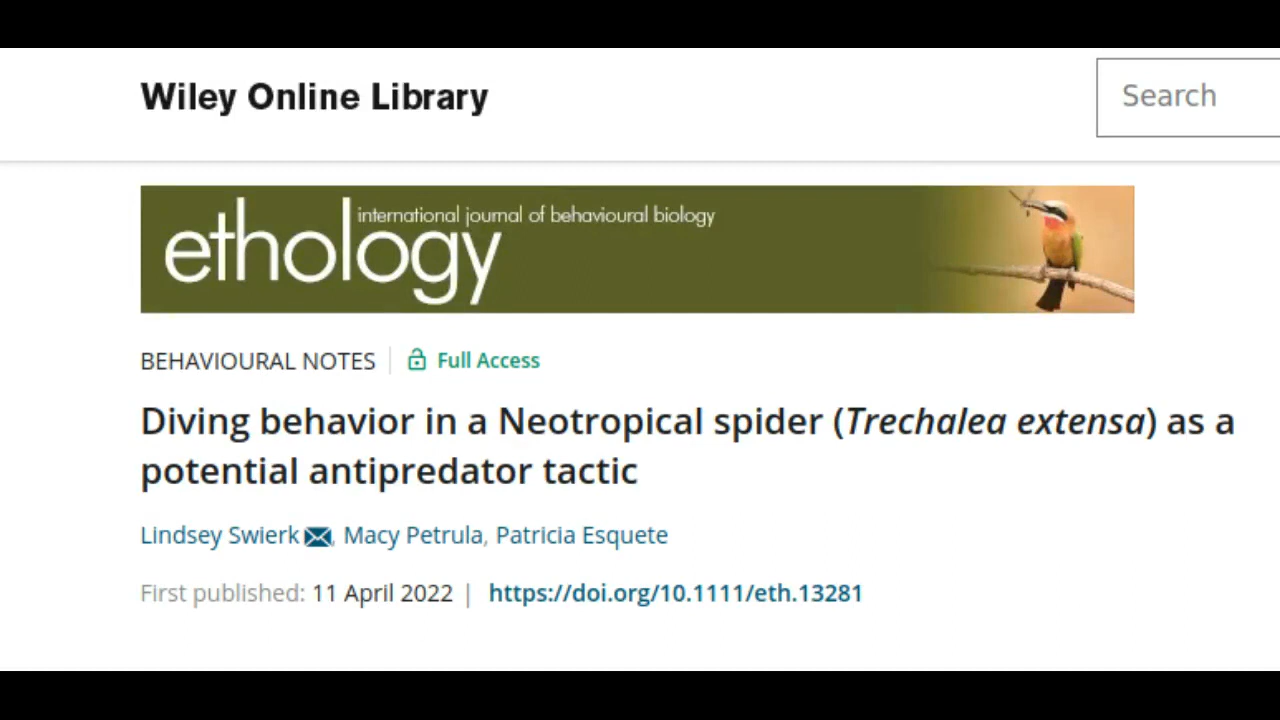 Wiley Online Library
Search
ethology
international journal of behavioural biology
BEHAVIOURAL NOTES | Full Access
Diving behavior in a Neotropical spider (Trechalea extensa) as a
potential antipredator tactic
Lindsey Swierk, Macy Petrula, Patricia Esquete
First published: 11 April 2022 | https://doi.org/10.1111/eth.13281